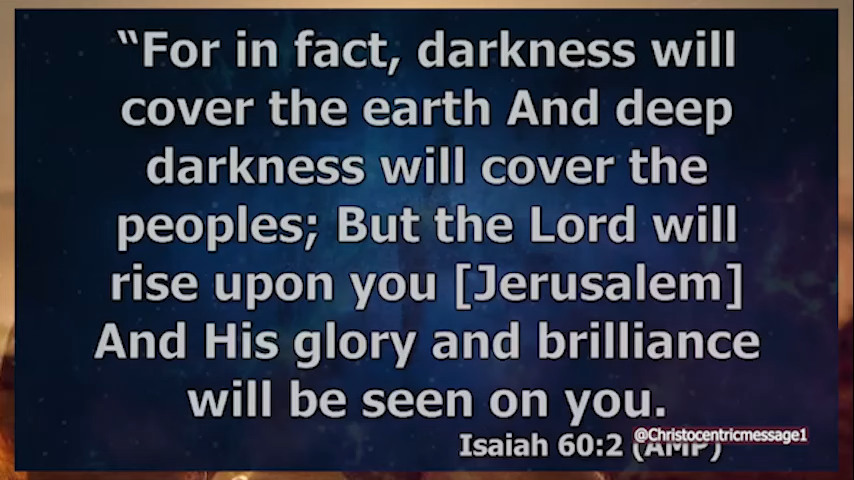 “For in fact, darkness will
cover the earth And deep
darkness will cover the
peoples; But the Lord will
rise upon you [Jerusalem]
And His glory and brilliance
will be seen on you.
Isaiah 60:2 (AMP)
@Christocentricmessage1